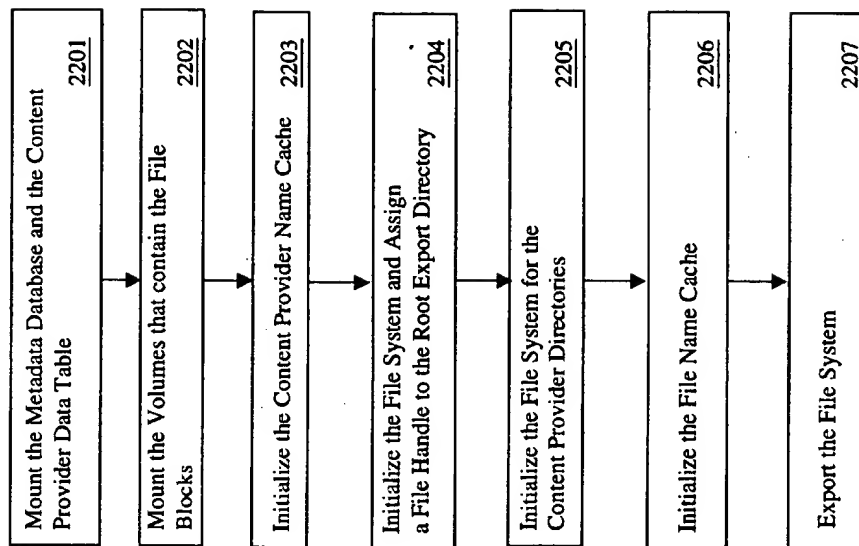 Mount the Metadata Database and the Content
Provider Data Table
2201
Mount the Volumes that contain the File
Blocks
2202
Initialize the Content Provider Name Cache
2203
Initialize the File System and Assign
a File Handle to the Root Export Directory
2204
Initialize the File System for the
Content Provider Directories
2205
Initialize the File Name Cache
2206
Export the File System
2207